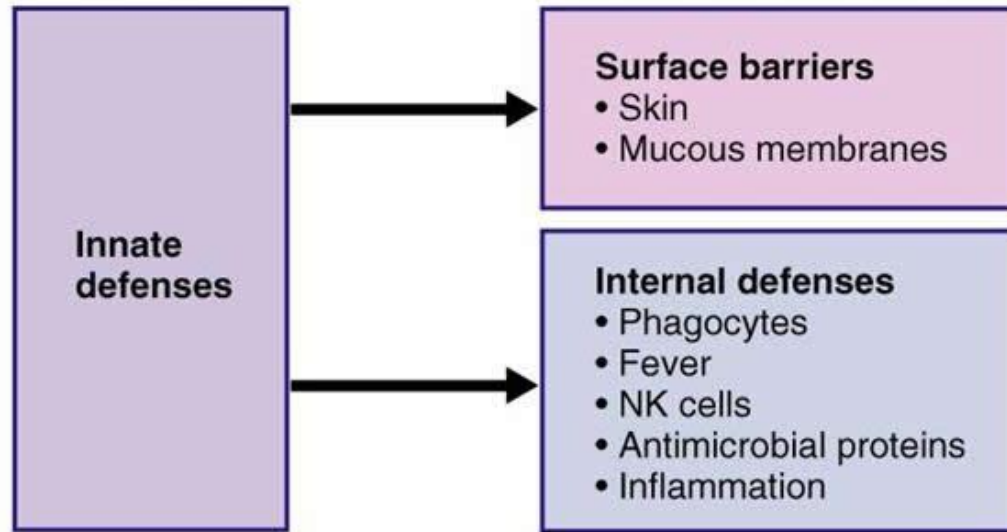 Innate
defenses
Surface barriers
• Skin
• Mucous membranes
Internal defenses
• Phagocytes
• Fever
• NK cells
• Antimicrobial proteins
• Inflammation